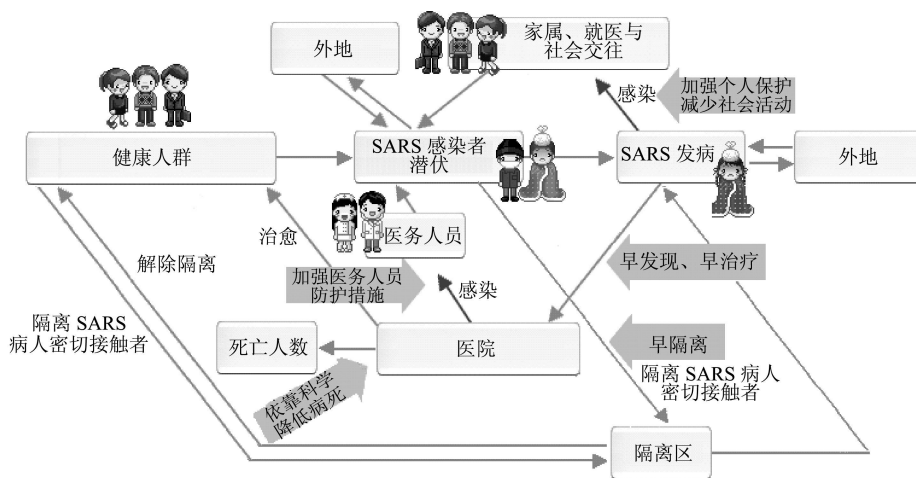 外地
家属、就医与
社会交往
感染
加强个人保护
减少社会活动
健康人群
SARS 感染者
潜伏
SARS 发病
外地
医务人员
治愈
解除隔离
加强医务人员
防护措施
感染
早发现、早治疗
隔离 SARS
病人密切接触者
死亡人数
医院
早隔离
隔离 SARS 病人
密切接触者
依靠科学
降低病死
隔离区